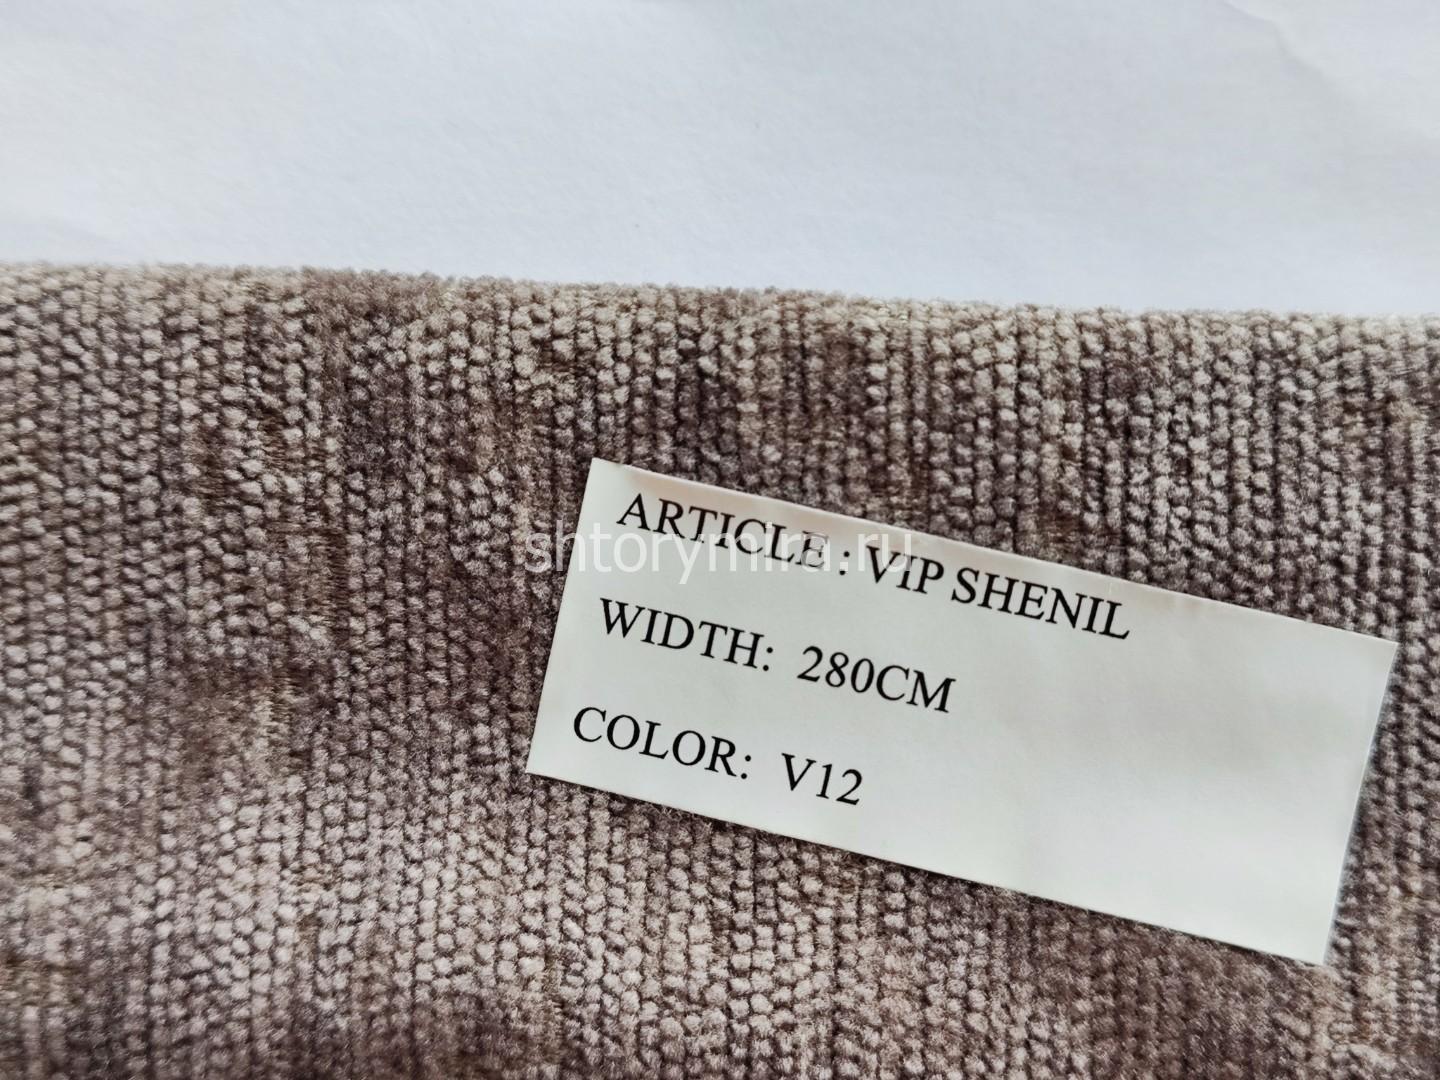 ARTICLE : ViP SHENIL
shtorymira.ru
WIDTH: 280CM
COLOR: V12